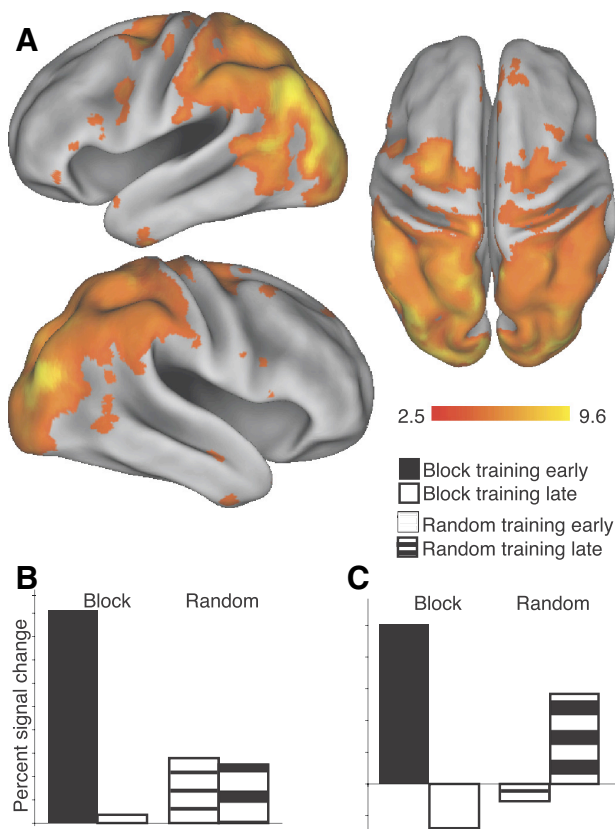 A
2.5 9.6
Block training early
Block training late
Random training early
Random training late
B
Block Random
Percent signal change
C
Block Random